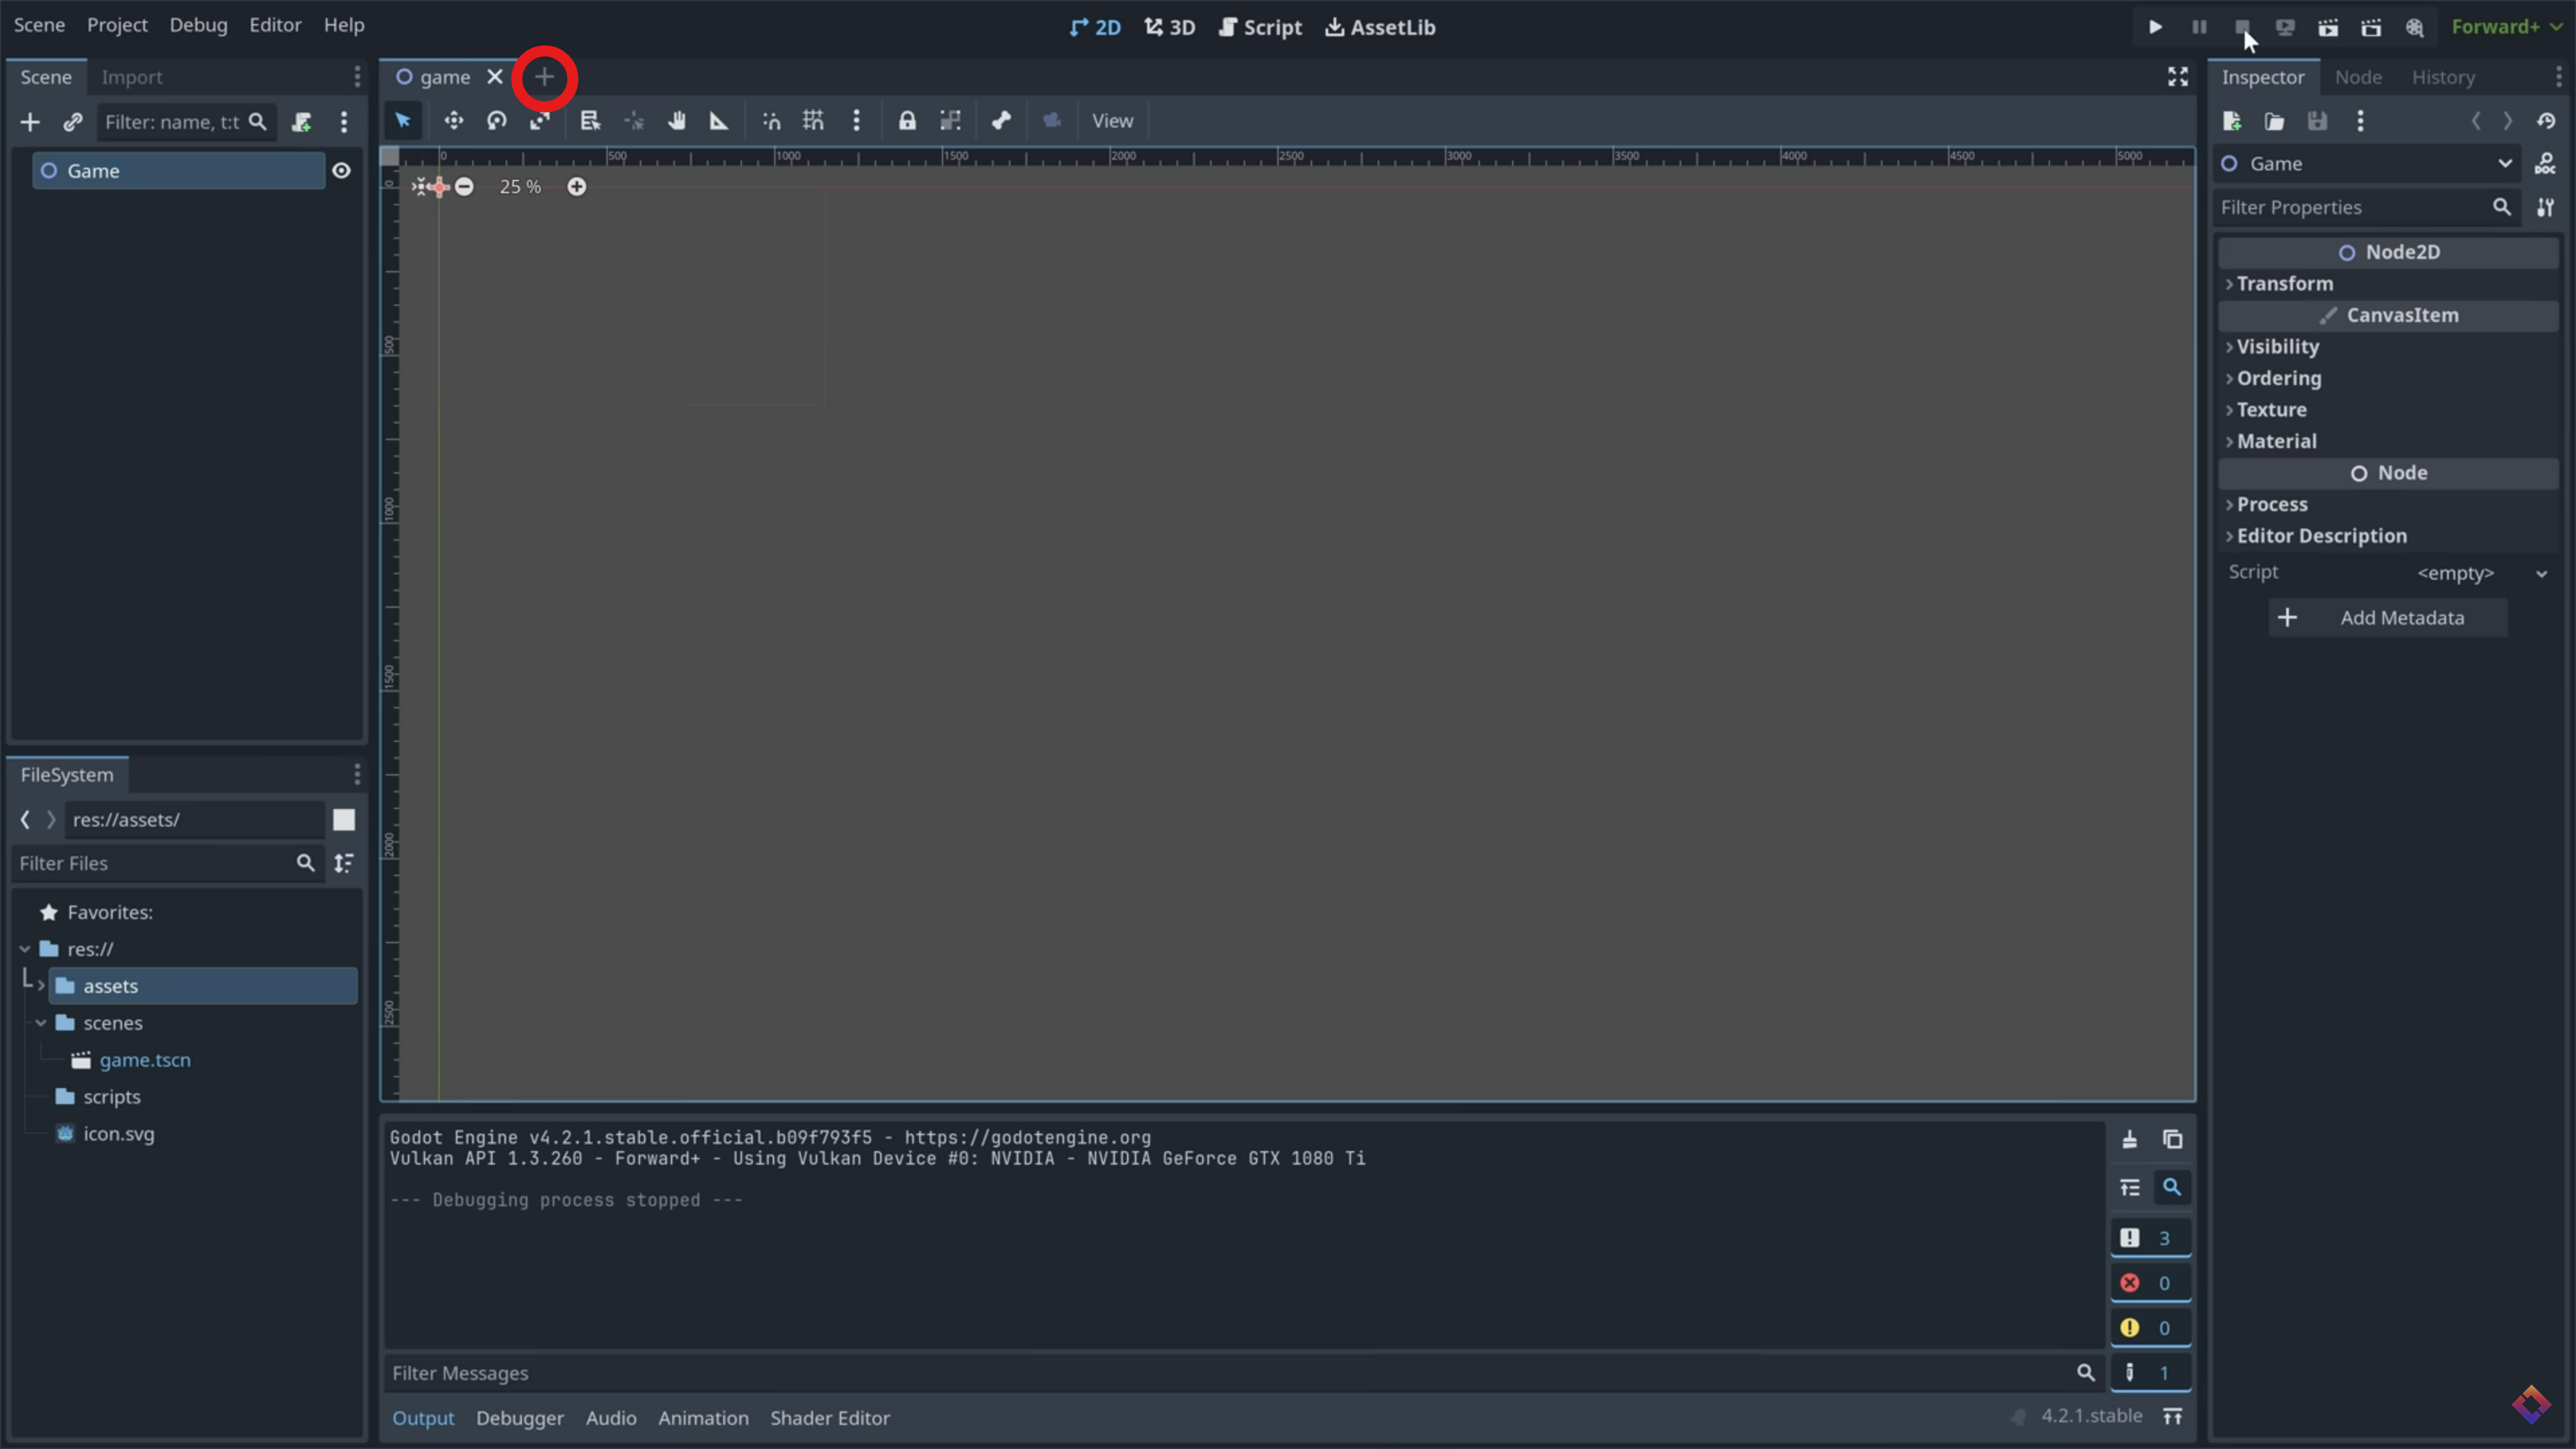 Scene Project Debug Editor Help
2D 3D Script AssetLib
Forward+
Scene Import
Filter: name, t:t
Game
game
View
0 500 1000 1500 2000 2500 3000 3500 4000 4500 5000
25 %
0
500
1000
1500
2000
2500
FileSystem
res://assets/
Filter Files
Favorites:
res://
assets
scenes
game.tscn
scripts
icon.svg
Godot Engine v4.2.1.stable.official.b09f793f5 - https://godotengine.org
Vulkan API 1.3.260 - Forward+ - Using Vulkan Device #0: NVIDIA - NVIDIA GeForce GTX 1080 Ti
--- Debugging process stopped ---
3
0
0
1
Filter Messages
Output Debugger Audio Animation Shader Editor
4.2.1.stable
Inspector Node History
Game
DOC
Filter Properties
Node2D
Transform
CanvasItem
Visibility
Ordering
Texture
Material
Node
Process
Editor Description
Script <empty>
Add Metadata